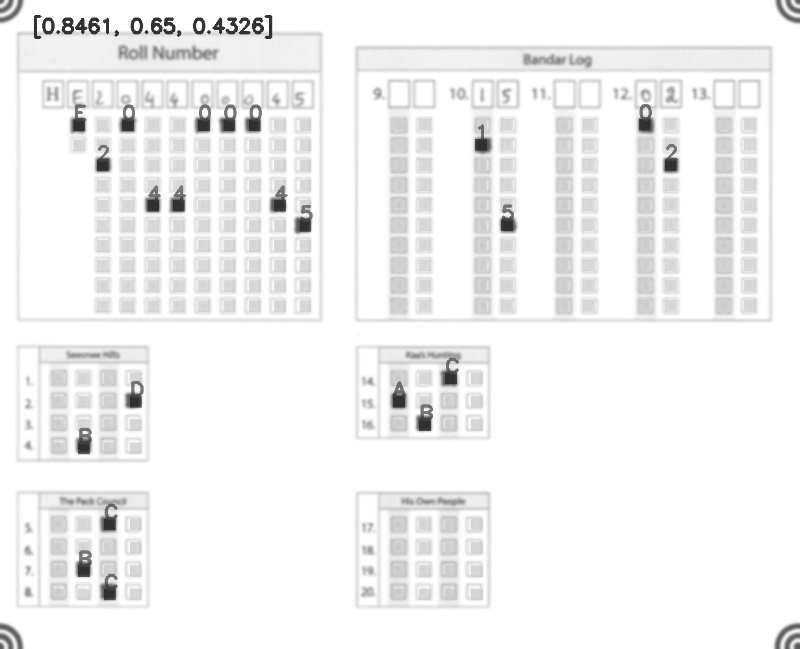 [0.8461, 0.65, 0.4326]
Roll Number
H E 2 0 4 4 0 0 0 4 5
E 0 0 0 0
2
4 4 4
5
Bandar Log
9. 10. 1 5 11. 12. 0 2 13.
0
1
2
5
Seeonee Hills
1.
D
2.
3.
B
4.
Kaa's Hunting
C
14.
A
15.
B
16.
The Pack Council
C
5.
6.
B
7.
C
8.
His Own People
17.
18.
19.
20.